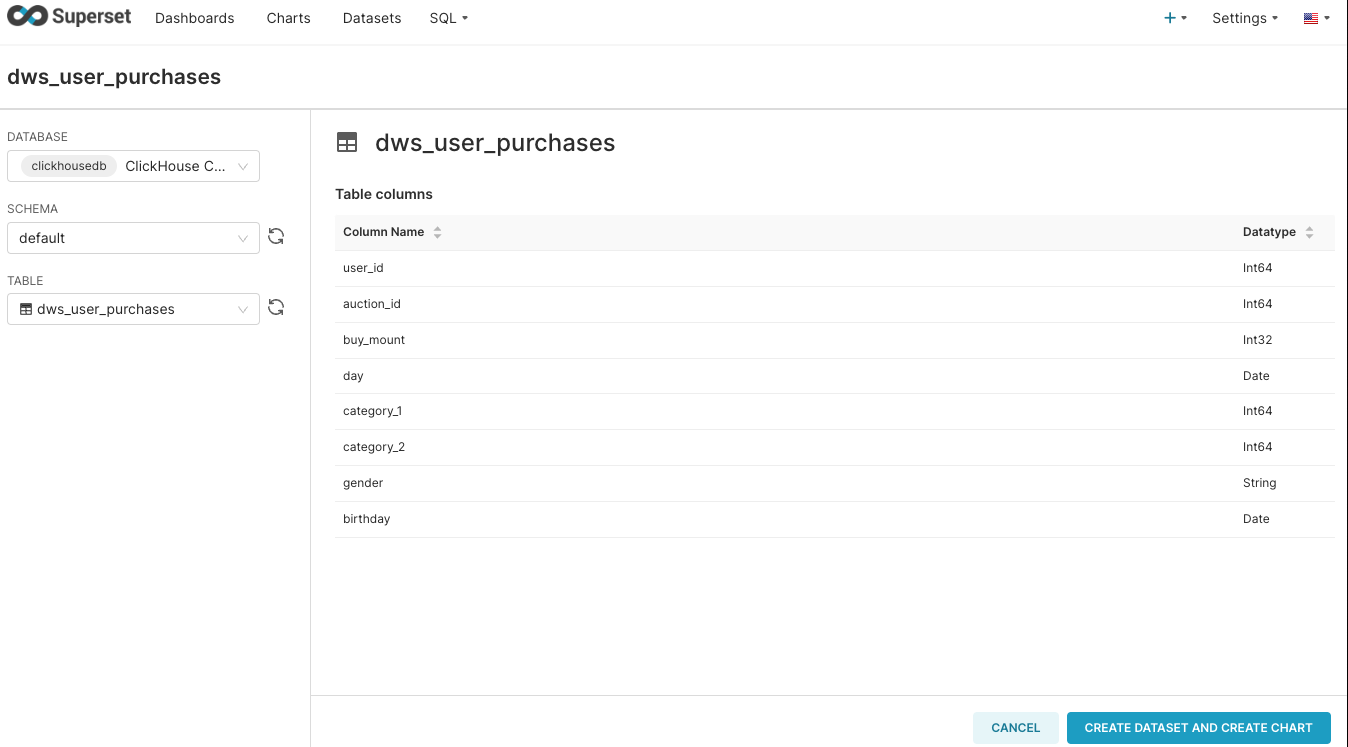 Superset Dashboards Charts Datasets SQL + Settings
dws_user_purchases
DATABASE
clickhousedb ClickHouse C...
SCHEMA
default
TABLE
dws_user_purchases
dws_user_purchases
Table columns
Column Name Datatype
user_id Int64
auction_id Int64
buy_mount Int32
day Date
category_1 Int64
category_2 Int64
gender String
birthday Date
CANCEL CREATE DATASET AND CREATE CHART